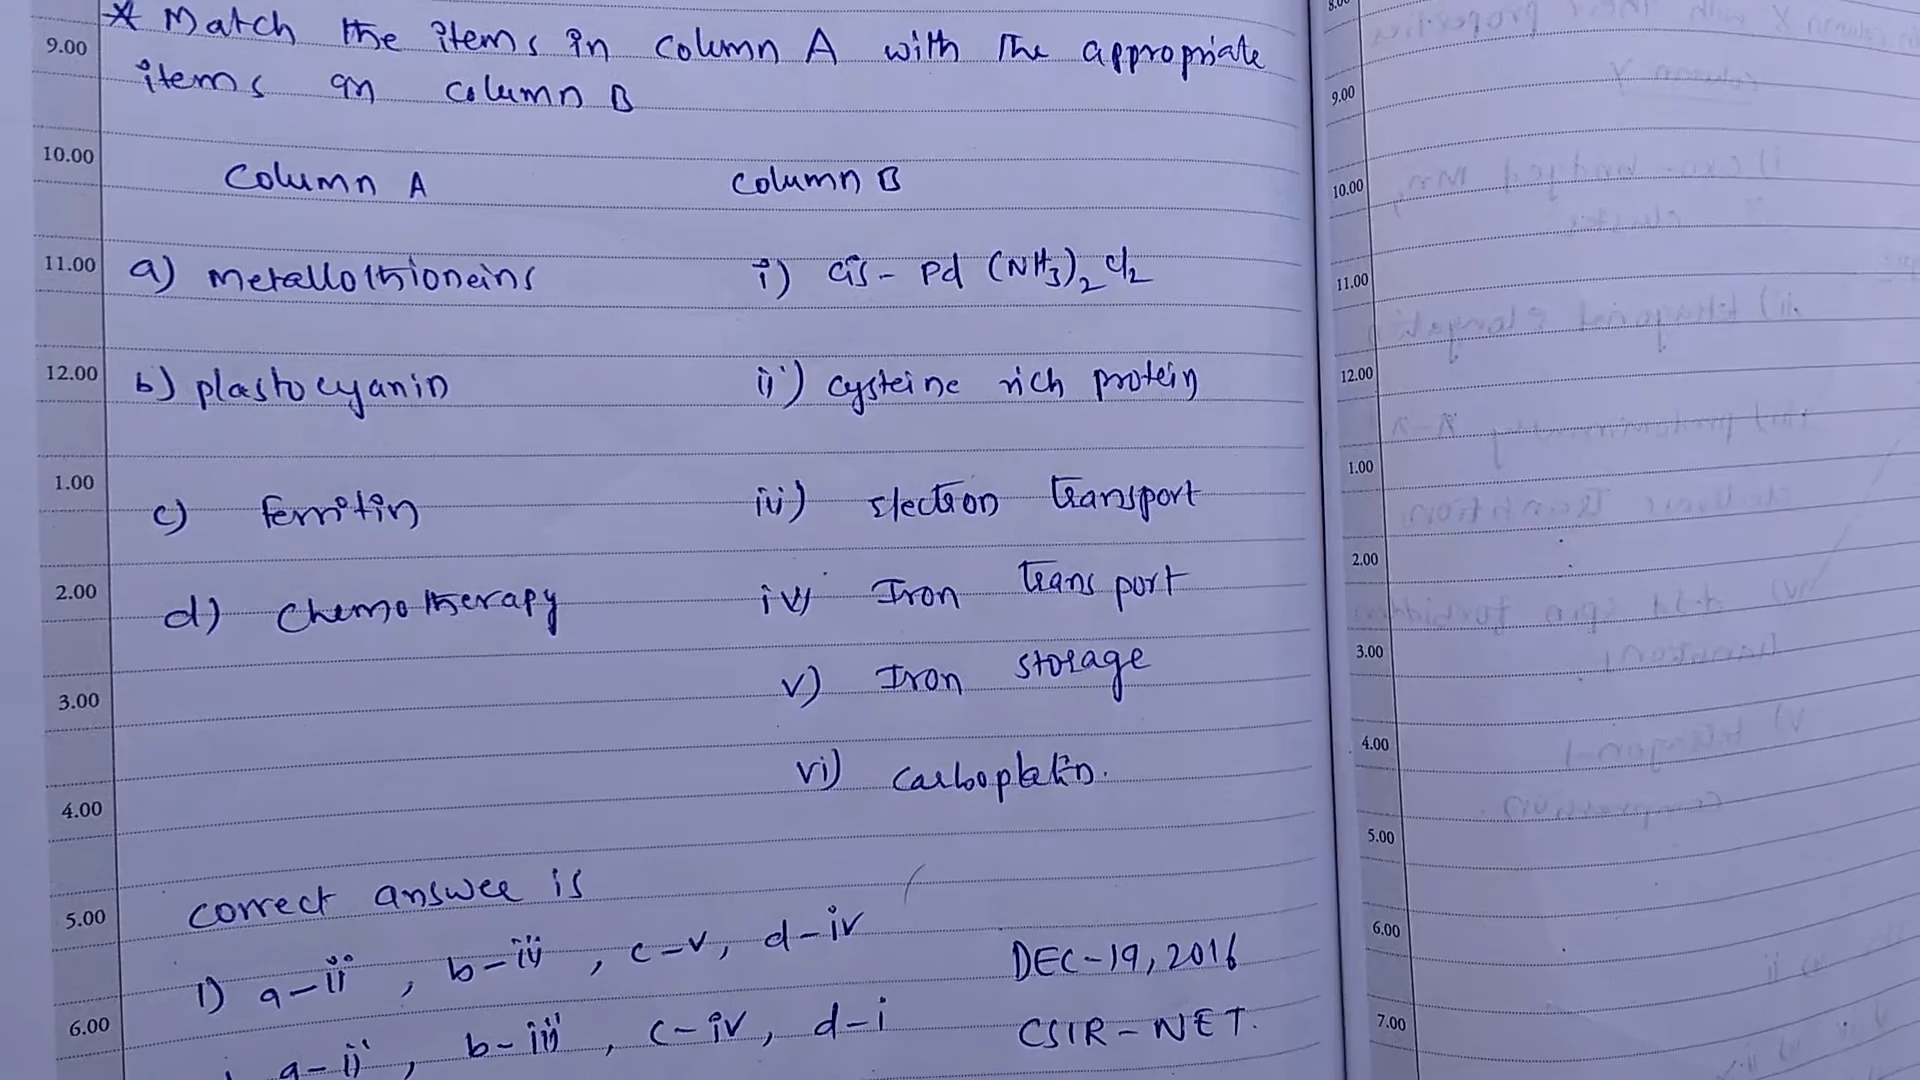 * Match the items in column A with the appropriate
items in column B
Column A column B
a) metallothioneins i) cis- pd (NH3)2 cl2
b) plastocyanin ii) cysteine rich protein
c) ferritin iii) Election transport
d) chemotherapy iv) Iron transport
v) Iron storage
vi) carboplatin.
correct answer is
1) a-ii, b-iii, c-v, d-iv
DEC-19, 2016
a-ii, b-iii, c-iv, d-i
CSIR-NET.
8.00
9.00
10.00
11.00
12.00
1.00
2.00
3.00
4.00
5.00
6.00
9.00
10.00
11.00
12.00
1.00
2.00
3.00
4.00
5.00
6.00
7.00